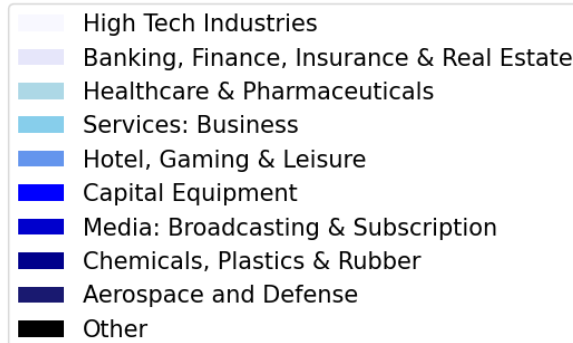 High Tech Industries
Banking, Finance, Insurance & Real Estate
Healthcare & Pharmaceuticals
Services: Business
Hotel, Gaming & Leisure
Capital Equipment
Media: Broadcasting & Subscription
Chemicals, Plastics & Rubber
Aerospace and Defense
Other